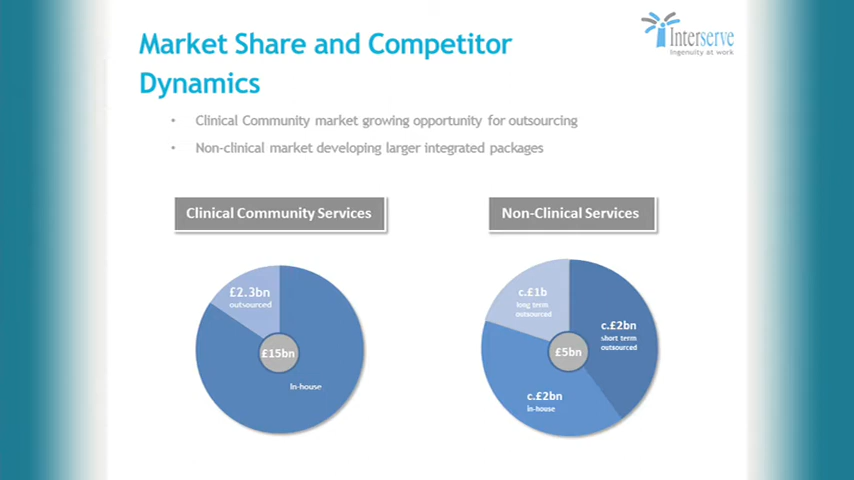 Market Share and Competitor
Dynamics
Interserve
Ingenuity at work
• Clinical Community market growing opportunity for outsourcing
• Non-clinical market developing larger integrated packages
Clinical Community Services
£2.3bn
outsourced
£15bn
In-house
Non-Clinical Services
c.£1b
long term
outsourced
c.£2bn
short term
outsourced
£5bn
c.£2bn
in-house